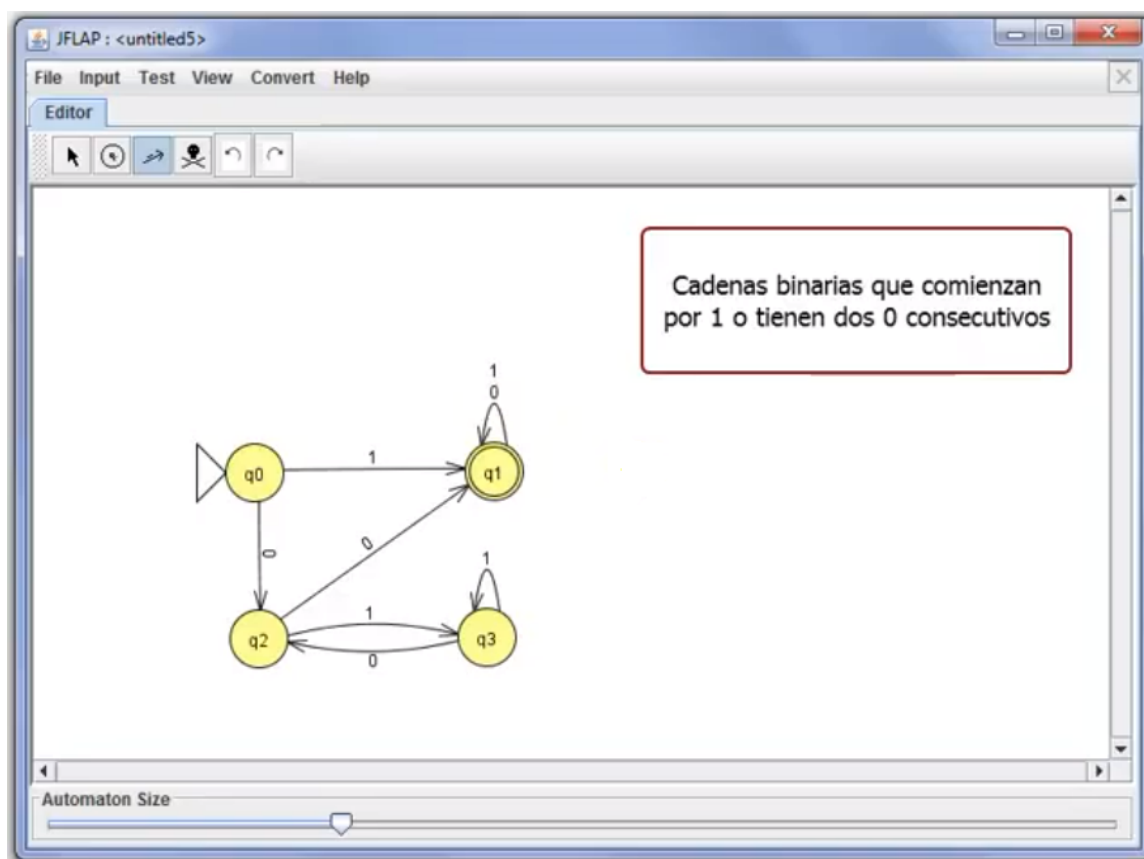 JFLAP : <untitled5>
File Input Test View Convert Help
Editor
Cadenas binarias que comienzan
por 1 o tienen dos 0 consecutivos
1
0
q0
1
q1
0
0
1
q2
1
q3
0
Automaton Size